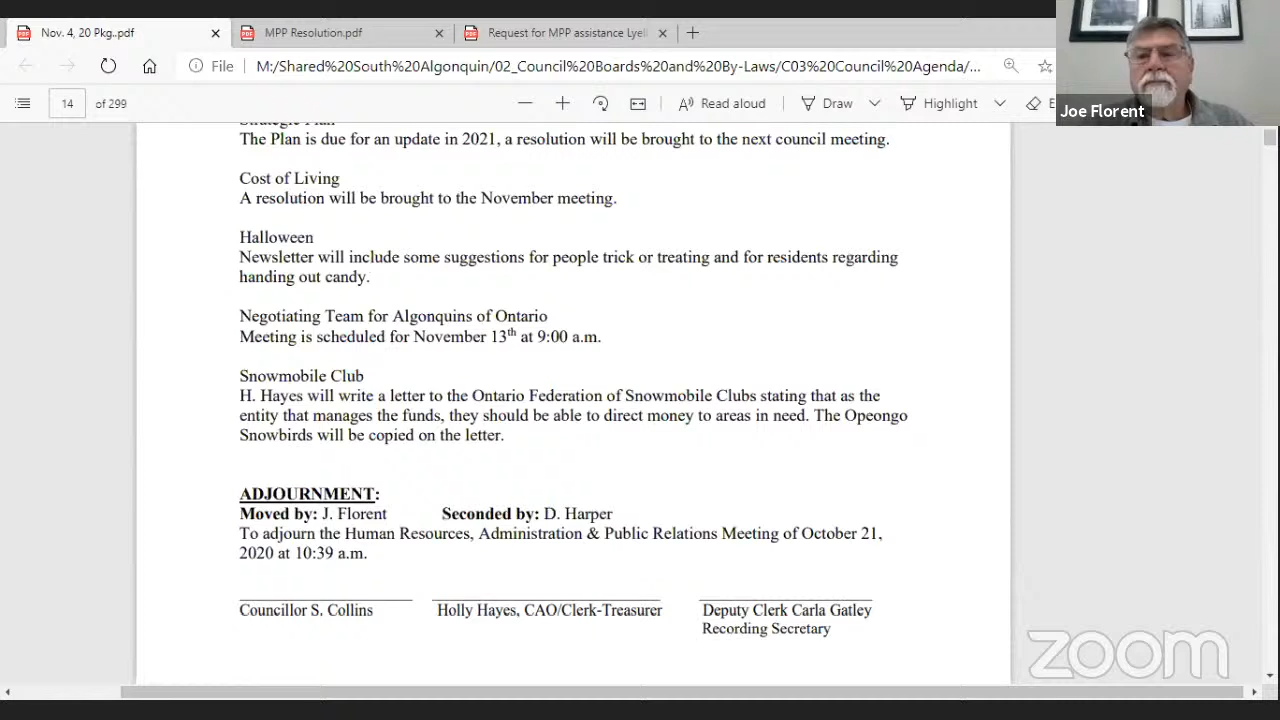 Nov. 4, 20 Pkg..pdf
MPP Resolution.pdf
Request for MPP assistance Lyell
File
M:/Shared%20South%20Algonquin/02_Council%20Boards%20and%20By-Laws/C03%20Council%20Agenda/...
14 of 299
Read aloud
Draw
Highlight
E
Joe Florent
Strategic Plan
The Plan is due for an update in 2021, a resolution will be brought to the next council meeting.
Cost of Living
A resolution will be brought to the November meeting.
Halloween
Newsletter will include some suggestions for people trick or treating and for residents regarding
handing out candy.
Negotiating Team for Algonquins of Ontario
Meeting is scheduled for November 13th at 9:00 a.m.
Snowmobile Club
H. Hayes will write a letter to the Ontario Federation of Snowmobile Clubs stating that as the
entity that manages the funds, they should be able to direct money to areas in need. The Opeongo
Snowbirds will be copied on the letter.
ADJOURNMENT:
Moved by: J. Florent Seconded by: D. Harper
To adjourn the Human Resources, Administration & Public Relations Meeting of October 21,
2020 at 10:39 a.m.
Councillor S. Collins Holly Hayes, CAO/Clerk-Treasurer Deputy Clerk Carla Gatley
Recording Secretary
zoom